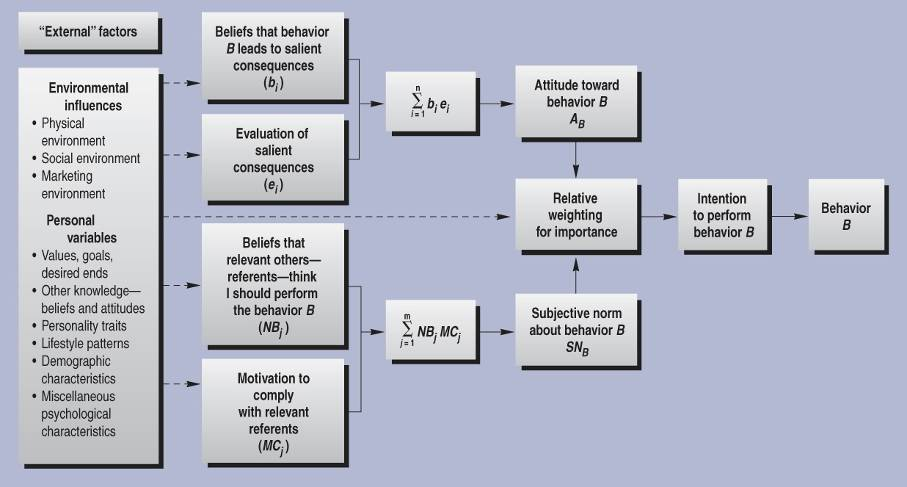 “External” factors
Environmental
influences
• Physical
environment
• Social environment
• Marketing
environment
Personal
variables
• Values, goals,
desired ends
• Other knowledge—
beliefs and attitudes
• Personality traits
• Lifestyle patterns
• Demographic
characteristics
• Miscellaneous
psychological
characteristics
Beliefs that behavior
B leads to salient
consequences
(bi)
Evaluation of
salient
consequences
(ei)
Beliefs that
relevant others—
referents—think
I should perform
the behavior B
(NBj)
Motivation to
comply
with relevant
referents
(MCj)
n
∑ bi ei
i = 1
m
∑ NBj MCj
j = 1
Attitude toward
behavior B
AB
Relative
weighting
for importance
Subjective norm
about behavior B
SNB
Intention
to perform
behavior B
Behavior
B